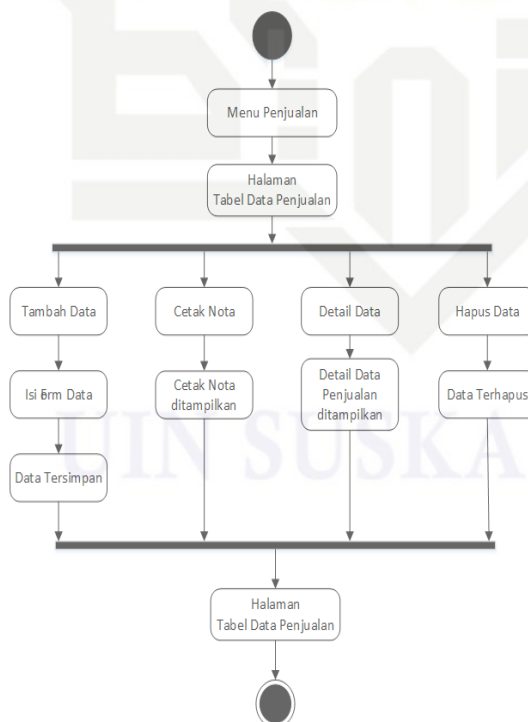 Menu Penjualan
Halaman
Tabel Data Penjualan
Tambah Data
Cetak Nota
Detail Data
Hapus Data
Isi form Data
Cetak Nota
ditampilkan
Detail Data
Penjualan
ditampilkan
Data Terhapus
UIN SUSKA
Data Tersimpan
Halaman
Tabel Data Penjualan